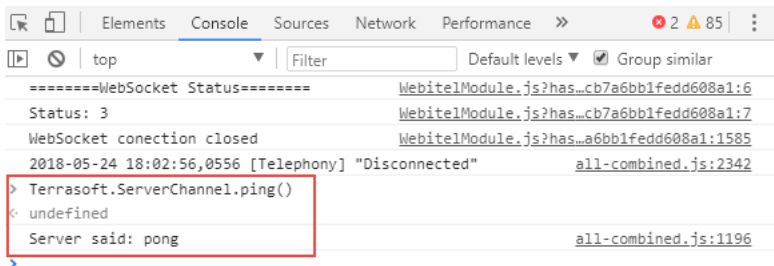 Elements Console Sources Network Performance » 2 85
top Filter Default levels Group similar
========WebSocket Status======== WebitelModule.js?has…cb7a6bb1fedd608a1:6
Status: 3 WebitelModule.js?has…cb7a6bb1fedd608a1:7
WebSocket conection closed WebitelModule.js?has…a6bb1fedd608a1:1585
2018-05-24 18:02:56,0556 [Telephony] "Disconnected" all-combined.js:2342
> Terrasoft.ServerChannel.ping()
undefined
Server said: pong all-combined.js:1196